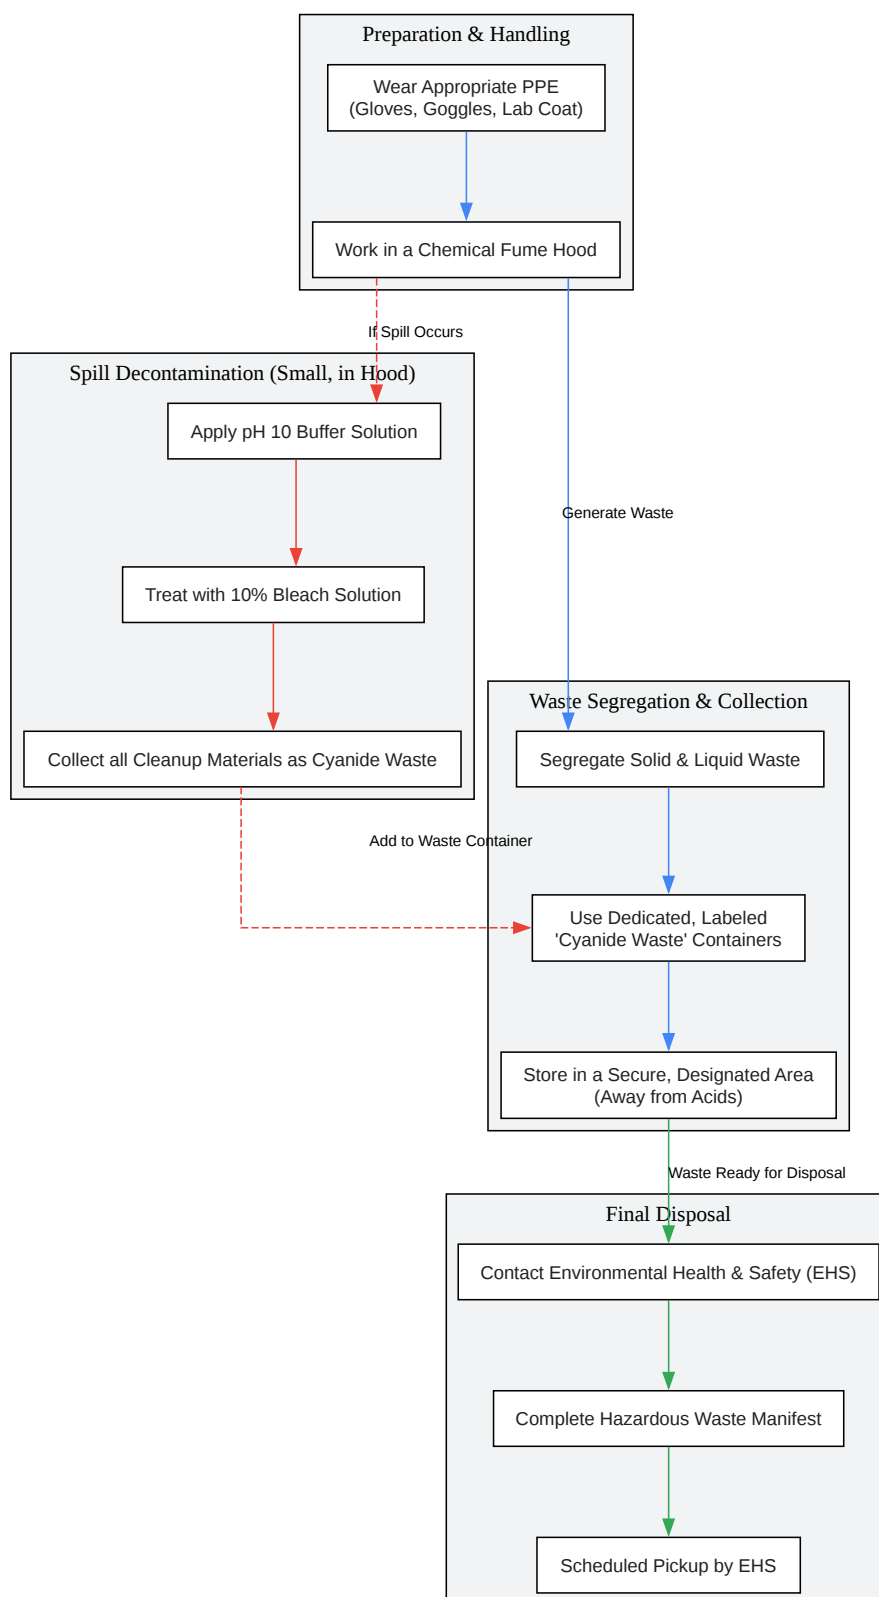 Preparation & Handling
Wear Appropriate PPE
(Gloves, Goggles, Lab Coat)
Work in a Chemical Fume Hood
If Spill Occurs
Spill Decontamination (Small, in Hood)
Apply pH 10 Buffer Solution
Generate Waste
Treat with 10% Bleach Solution
Waste Segregation & Collection
Collect all Cleanup Materials as Cyanide Waste
Segregate Solid & Liquid Waste
Add to Waste Container
Use Dedicated, Labeled
'Cyanide Waste' Containers
Store in a Secure, Designated Area
(Away from Acids)
Waste Ready for Disposal
Final Disposal
Contact Environmental Health & Safety (EHS)
Complete Hazardous Waste Manifest
Scheduled Pickup by EHS